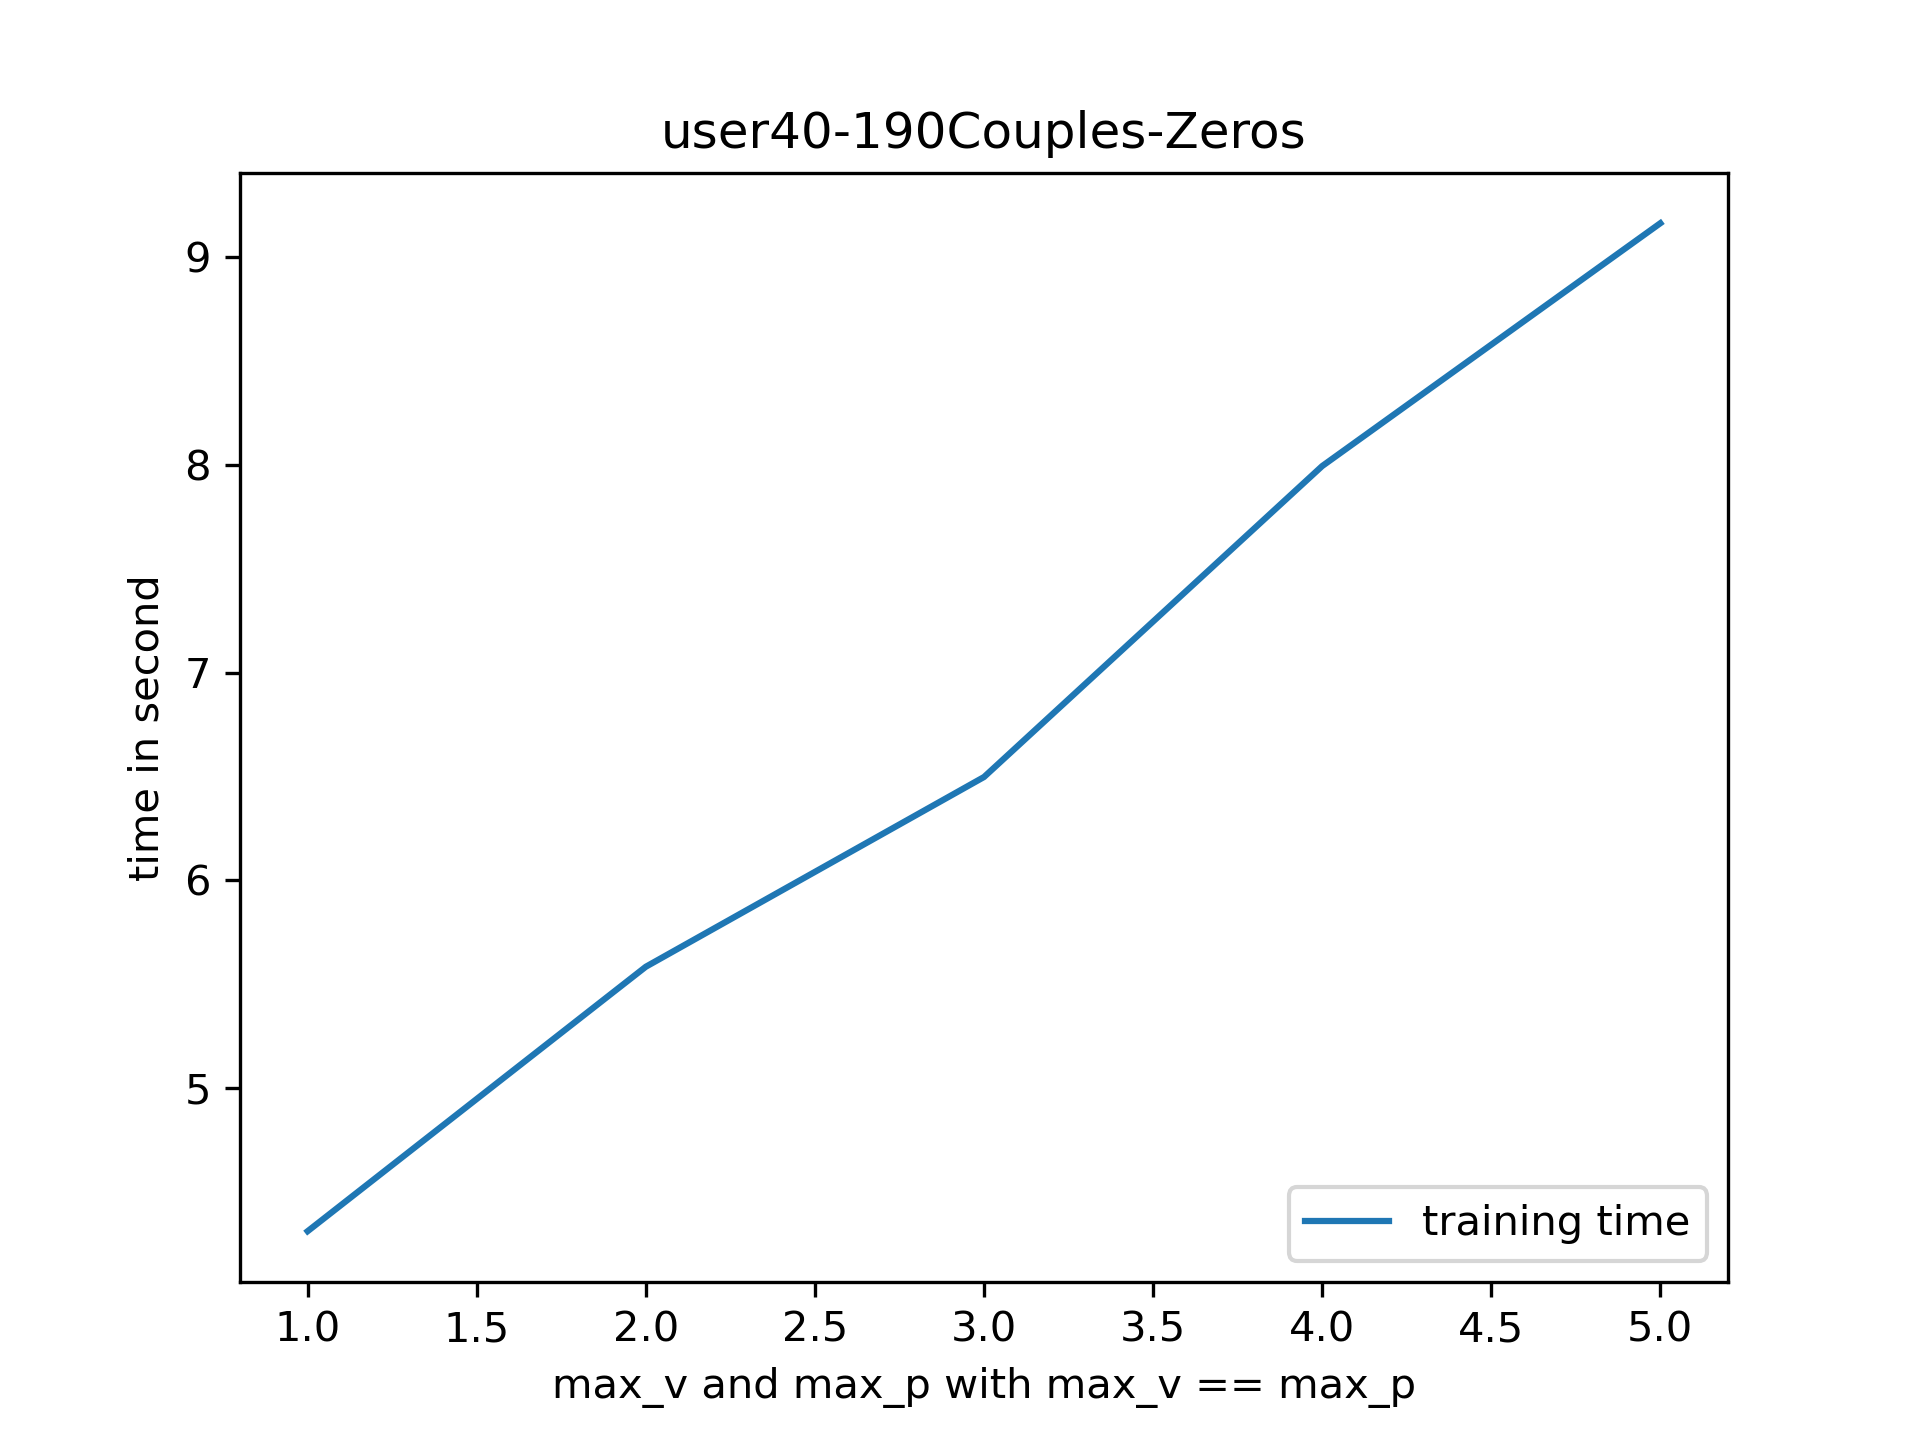 user40-190Couples-Zeros
9
8
7
6
5
time in second
training time
1.0 1.5 2.0 2.5 3.0 3.5 4.0 4.5 5.0
max_v and max_p with max_v == max_p